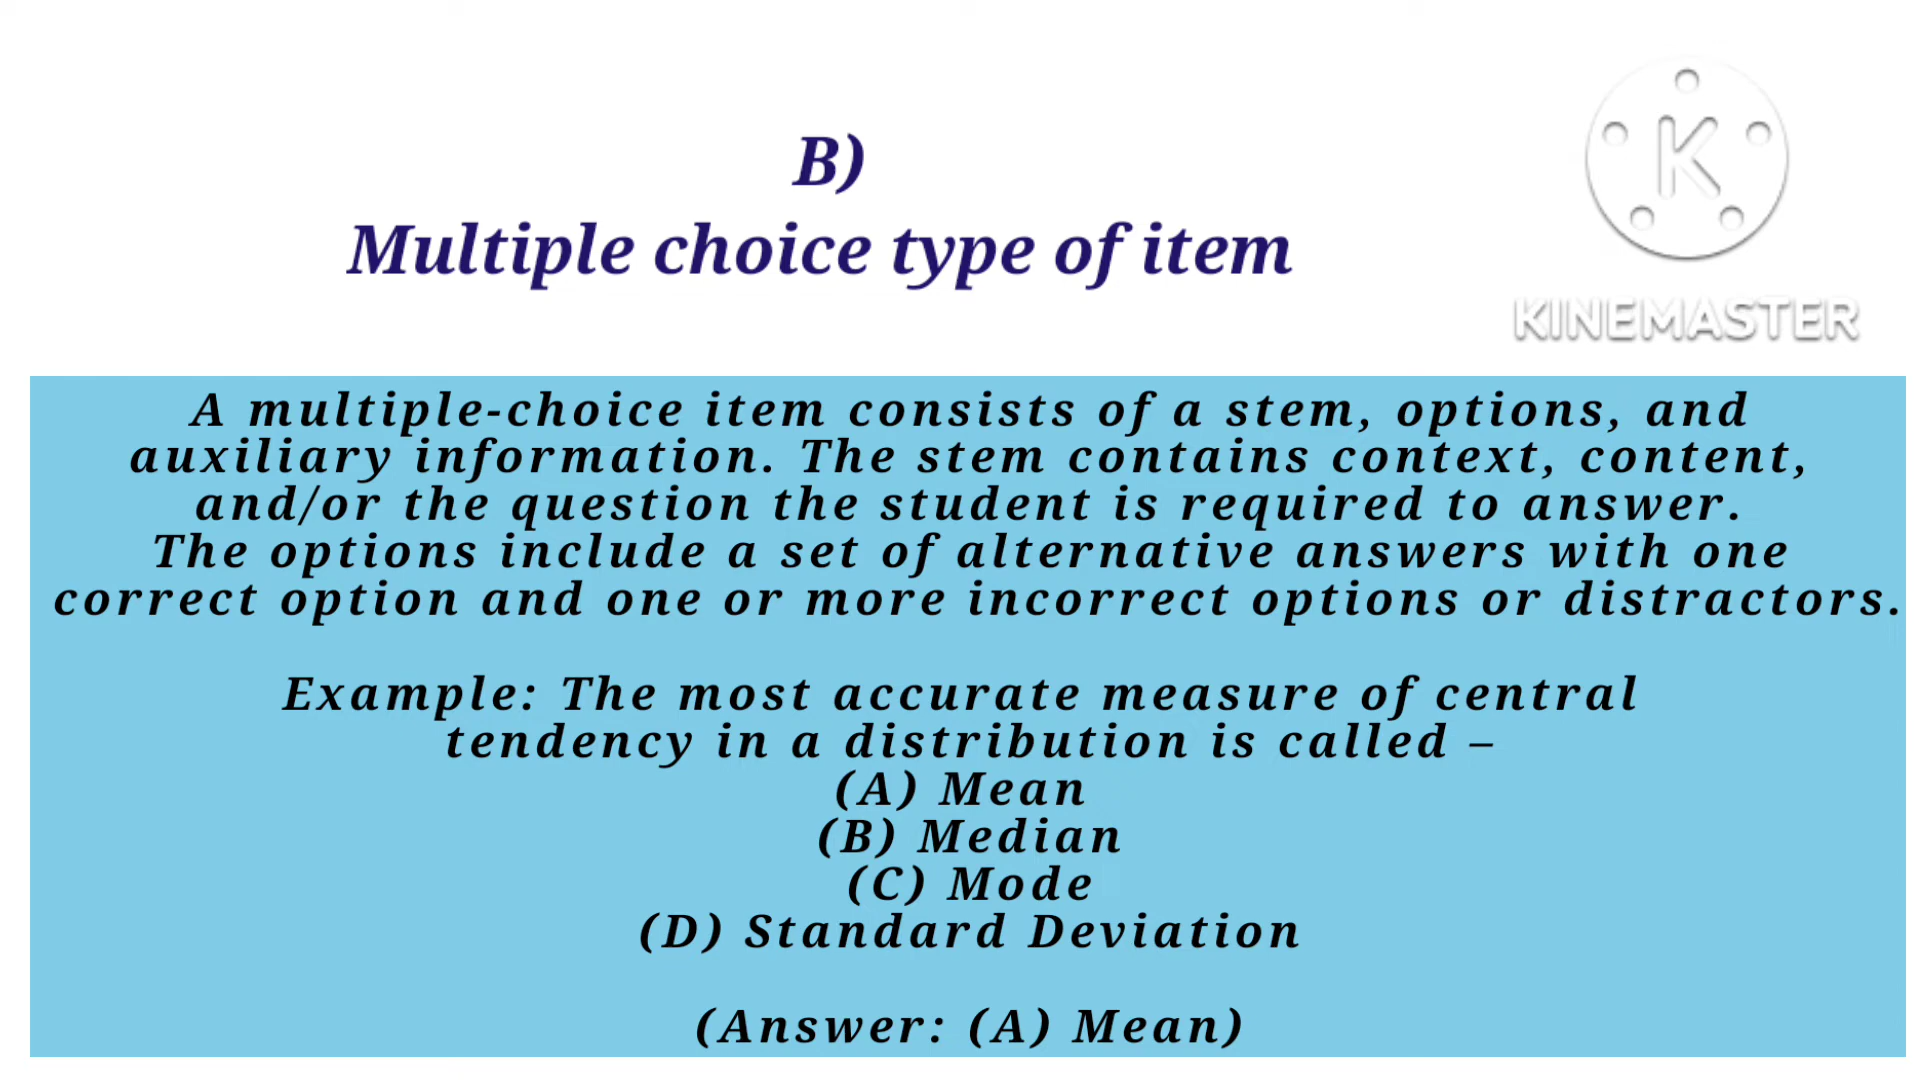 B)
Multiple choice type of item
KINEMASTER
A multiple-choice item consists of a stem, options, and
auxiliary information. The stem contains context, content,
and/or the question the student is required to answer.
The options include a set of alternative answers with one
correct option and one or more incorrect options or distractors.
Example: The most accurate measure of central
tendency in a distribution is called –
(A) Mean
(B) Median
(C) Mode
(D) Standard Deviation
(Answer: (A) Mean)